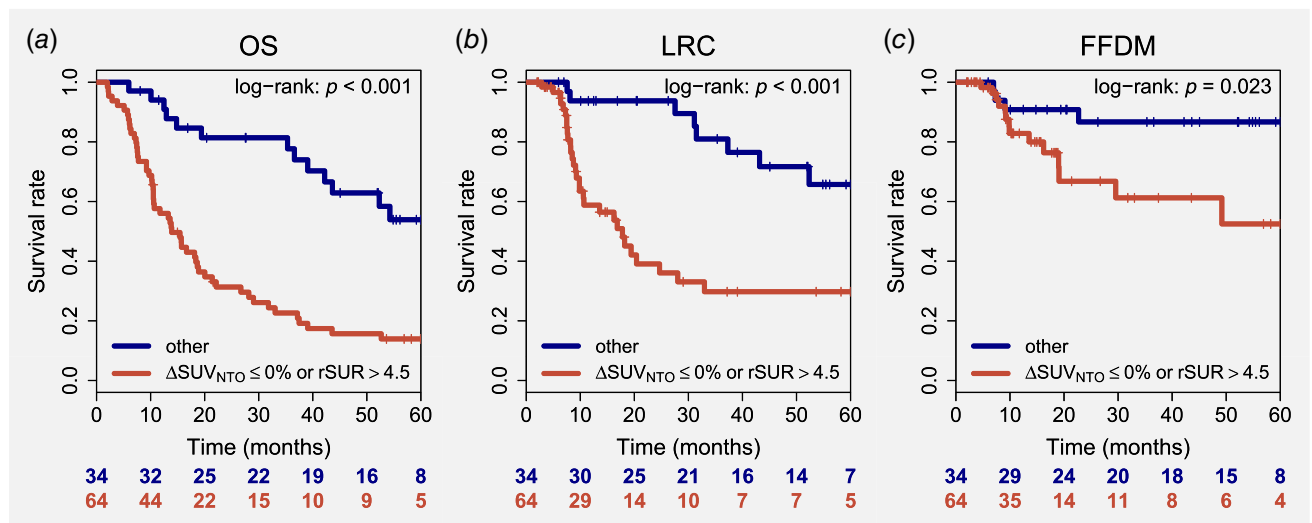 (a) OS
log−rank: p < 0.001
Survival rate
1.0
0.8
0.6
0.4
0.2
0.0
other
ΔSUVNTO ≤ 0% or rSUR > 4.5
0 10 20 30 40 50 60
Time (months)
34 32 25 22 19 16 8
64 44 22 15 10 9 5
(b) LRC
log−rank: p < 0.001
Survival rate
1.0
0.8
0.6
0.4
0.2
0.0
other
ΔSUVNTO ≤ 0% or rSUR > 4.5
0 10 20 30 40 50 60
Time (months)
34 30 25 21 16 14 7
64 29 14 10 7 7 5
(c) FFDM
log−rank: p = 0.023
Survival rate
1.0
0.8
0.6
0.4
0.2
0.0
other
ΔSUVNTO ≤ 0% or rSUR > 4.5
0 10 20 30 40 50 60
Time (months)
34 29 24 20 18 15 8
64 35 14 11 8 6 4